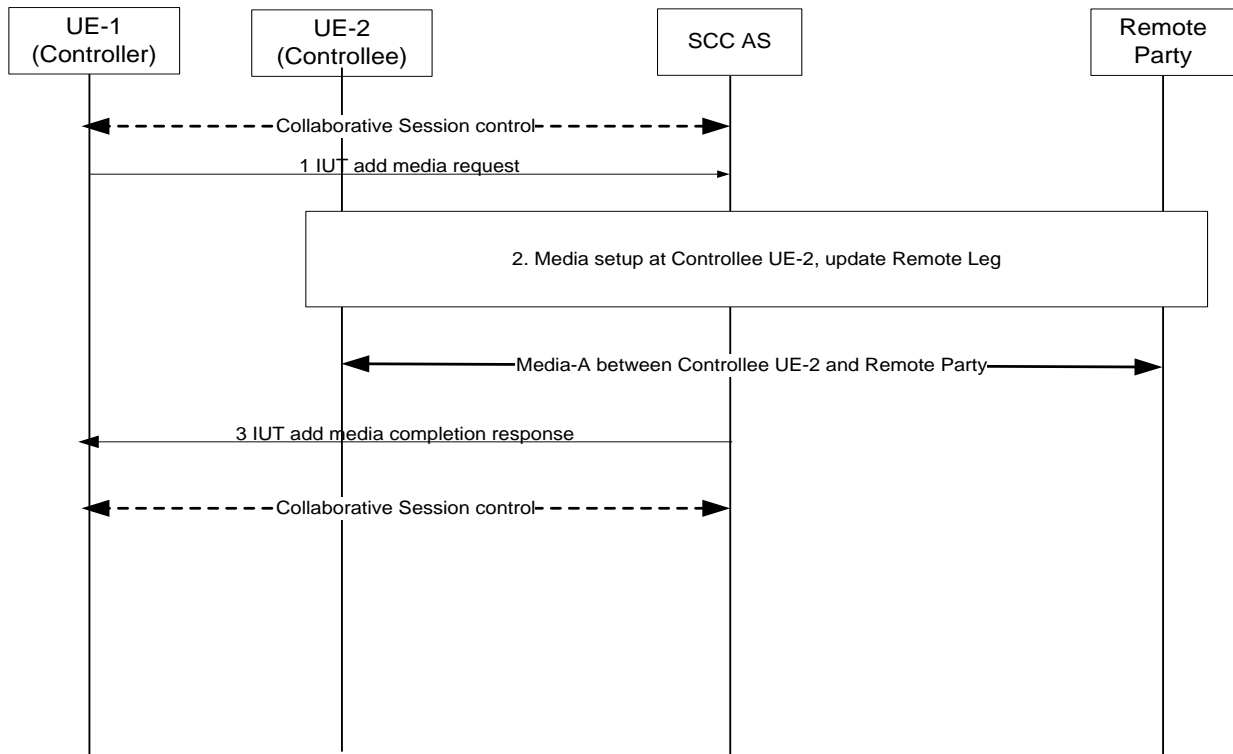 UE-1
(Controller)
UE-2
(Controllee)
SCC AS
Remote
Party
Collaborative Session control
1 IUT add media request
2. Media setup at Controllee UE-2, update Remote Leg
Media-A between Controllee UE-2 and Remote Party
3 IUT add media completion response
Collaborative Session control